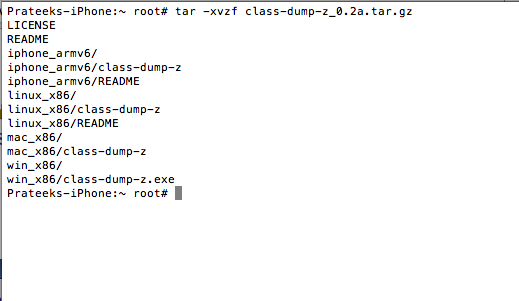 Prateeks-iPhone:~ root# tar -xvzf class-dump-z_0.2a.tar.gz
LICENSE
README
iphone_armv6/
iphone_armv6/class-dump-z
iphone_armv6/README
linux_x86/
linux_x86/class-dump-z
linux_x86/README
mac_x86/
mac_x86/class-dump-z
win_x86/
win_x86/class-dump-z.exe
Prateeks-iPhone:~ root#